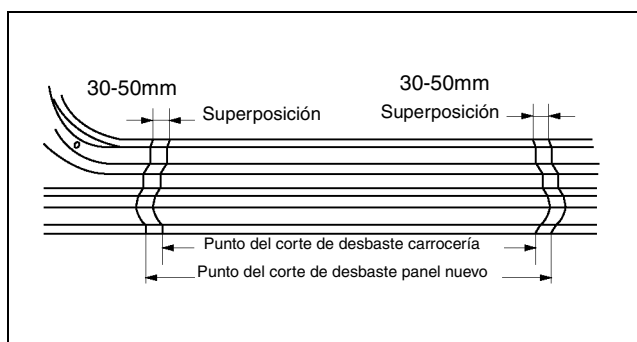 30-50mm
30-50mm
Superposición
Superposición
Punto del corte de desbaste carrocería
Punto del corte de desbaste panel nuevo